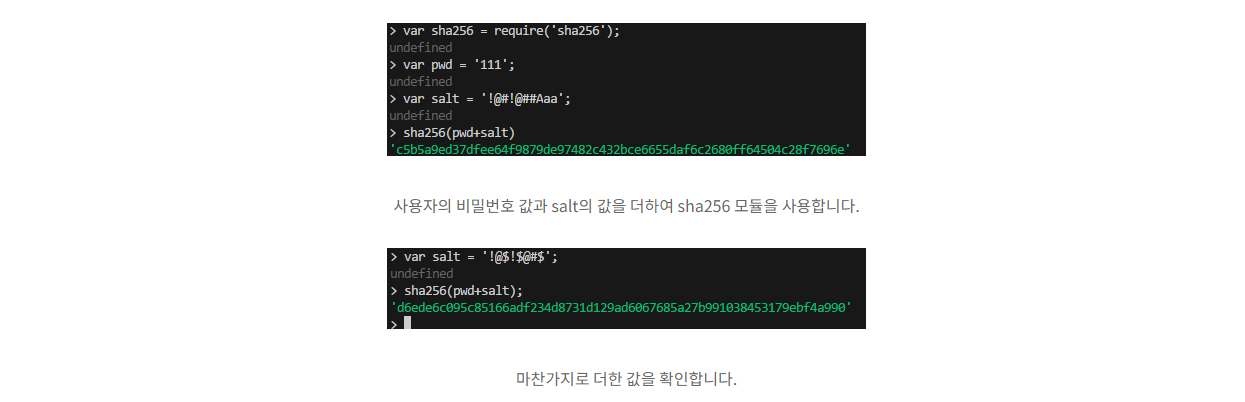 > var sha256 = require('sha256');
undefined
> var pwd = '111';
undefined
> var salt = '!@#!@##Aaa';
undefined
> sha256(pwd+salt)
'c5b5a9ed37dfee64f9879de97482c432bce6655daf6c2680ff64504c28f7696e'
사용자의 비밀번호 값과 salt의 값을 더하여 sha256 모듈을 사용합니다.
> var salt = '!@$!$@#$';
undefined
> sha256(pwd+salt);
'd6ede6c095c85166adf234d8731d129ad6067685a27b991038453179ebf4a990'
>
마찬가지로 더한 값을 확인합니다.